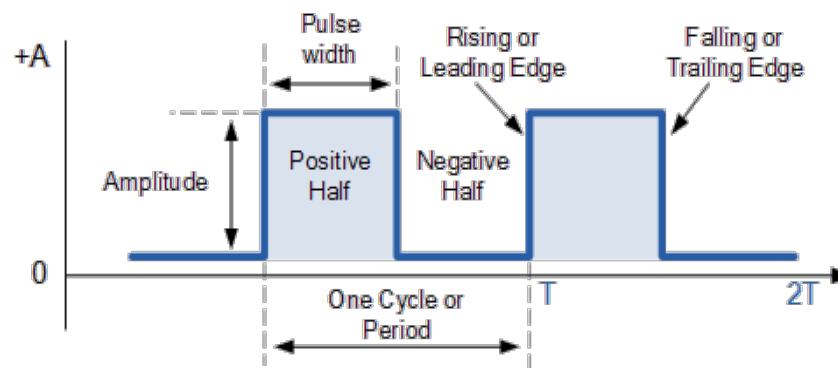 +A
Pulse
width
Rising or
Leading Edge
Falling or
Trailing Edge
Amplitude
Positive
Half
Negative
Half
0
T
2T
One Cycle or
Period